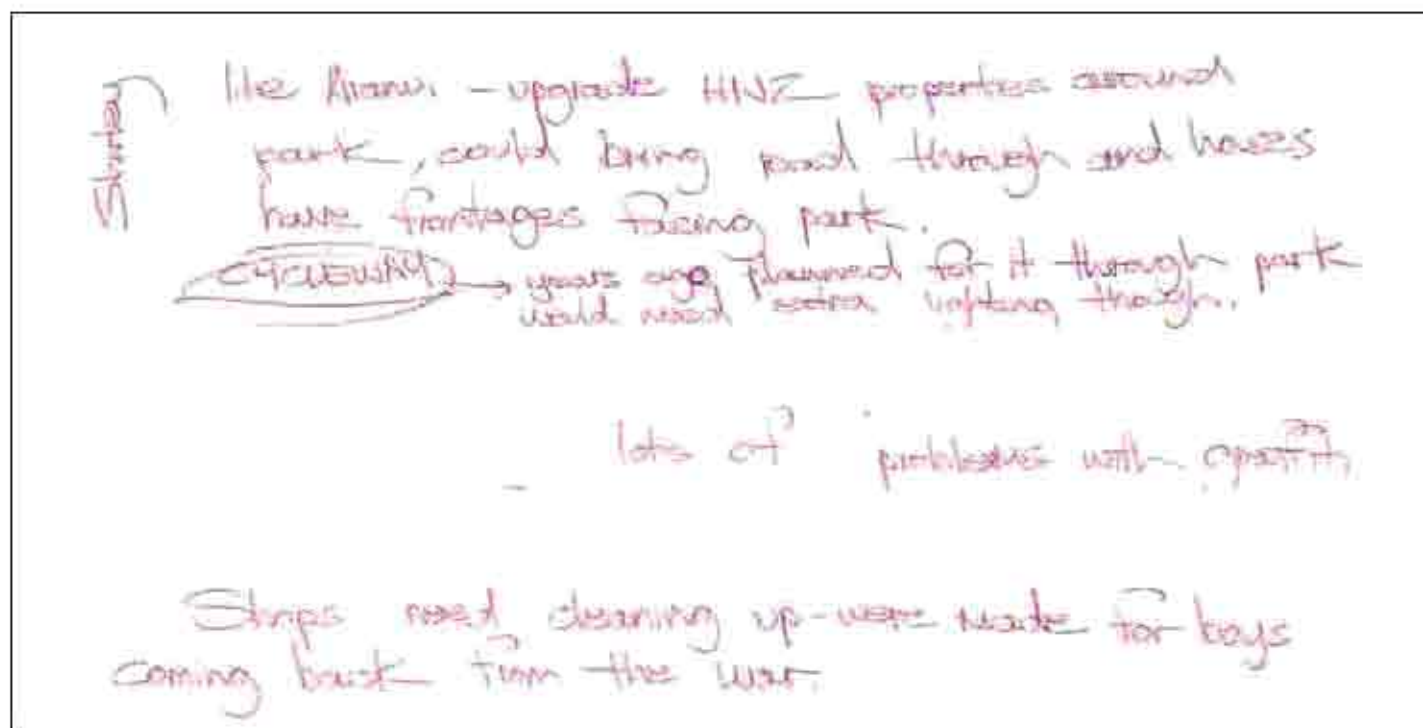 Shirley
like Aranui - upgrade HNZ properties around
park, could bring road through and houses
have frontages facing park.
CYCLEWAY → years ago planned for it through park
would need extra lighting though.
lots of problems with graffiti
Shops need cleaning up - were made for boys
coming back from the war.